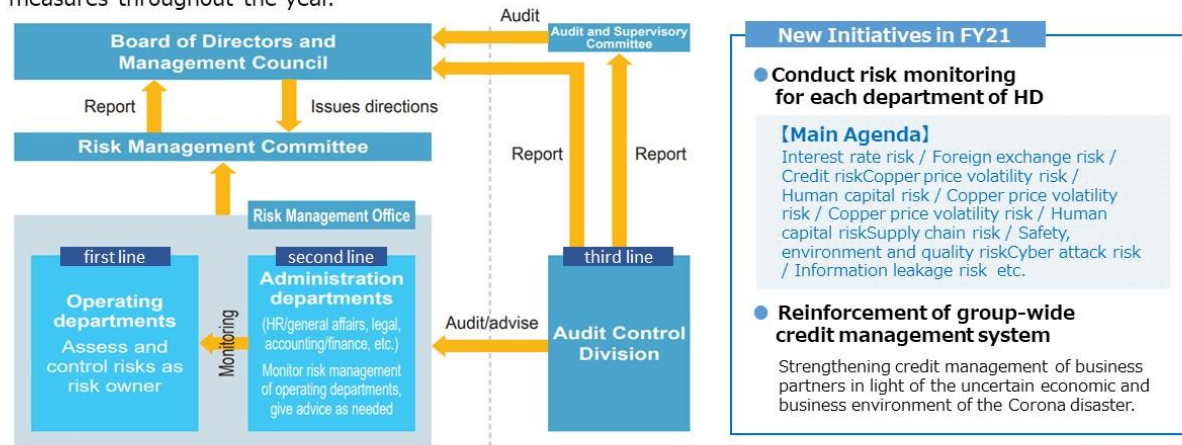 measures throughout the year.
Audit
Board of Directors and
Management Council
Audit and Supervisory
Committee
Report
Issues directions
Risk Management Committee
Report
Report
Risk Management Office
first line
second line
third line
Operating
departments
Assess and
control risks as
risk owner
Monitoring
Administration
departments
(HR/general affairs, legal,
accounting/finance, etc.)
Monitor risk management
of operating departments,
give advice as needed
Audit/advise
Audit Control
Division
New Initiatives in FY21
● Conduct risk monitoring
for each department of HD
【Main Agenda】
Interest rate risk / Foreign exchange risk /
Credit riskCopper price volatility risk /
Human capital risk / Copper price volatility
risk / Copper price volatility risk / Human
capital riskSupply chain risk / Safety,
environment and quality riskCyber attack risk
/ Information leakage risk etc.
● Reinforcement of group-wide
credit management system
Strengthening credit management of business
partners in light of the uncertain economic and
business environment of the Corona disaster.